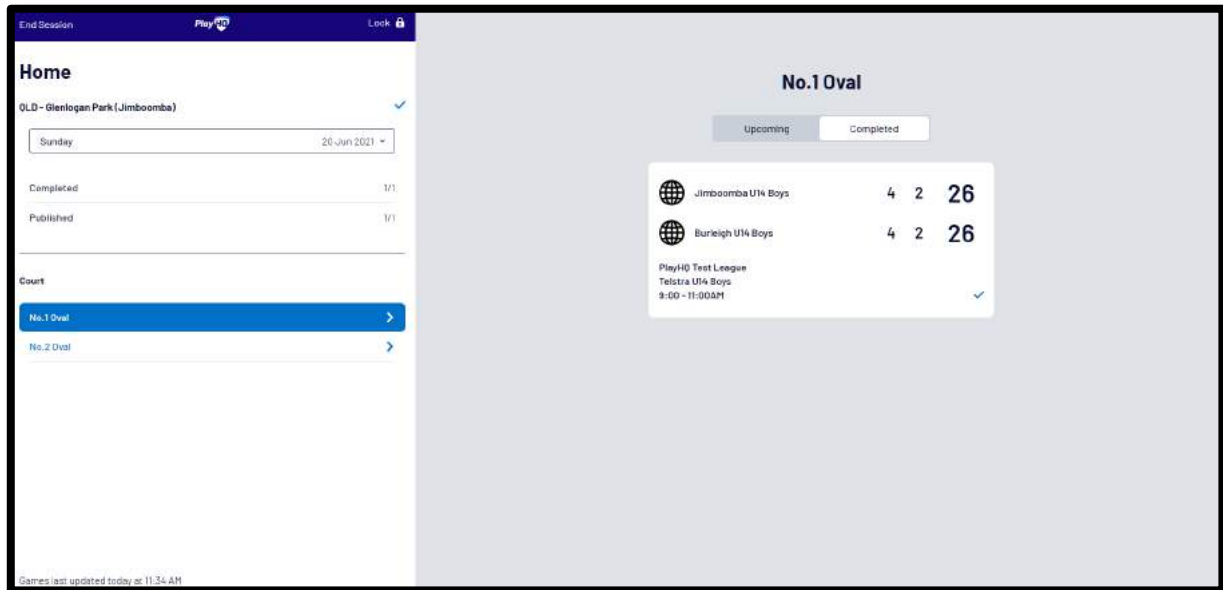 End Session PlayHQ Lock
Home
QLD - Glenlogan Park (Jimboomba)
Sunday 20 Jun 2021
Completed 1/1
Published 1/1
Court
No.1 Oval
No.2 Oval
Games last updated today at 11:34 AM
No.1 Oval
Upcoming Completed
Jimboomba U14 Boys 4 2 26
Burleigh U14 Boys 4 2 26
PlayHQ Test League
Telstra U14 Boys
9:00 - 11:00AM